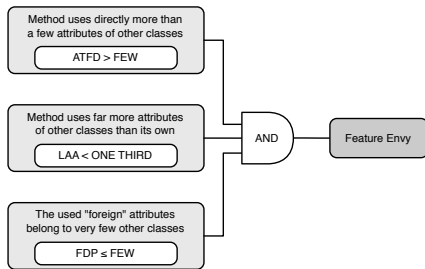 Method uses directly more than
a few attributes of other classes
ATFD > FEW
Method uses far more attributes
of other classes than its own
LAA < ONE THIRD
AND
Feature Envy
The used "foreign" attributes
belong to very few other classes
FDP ≤ FEW